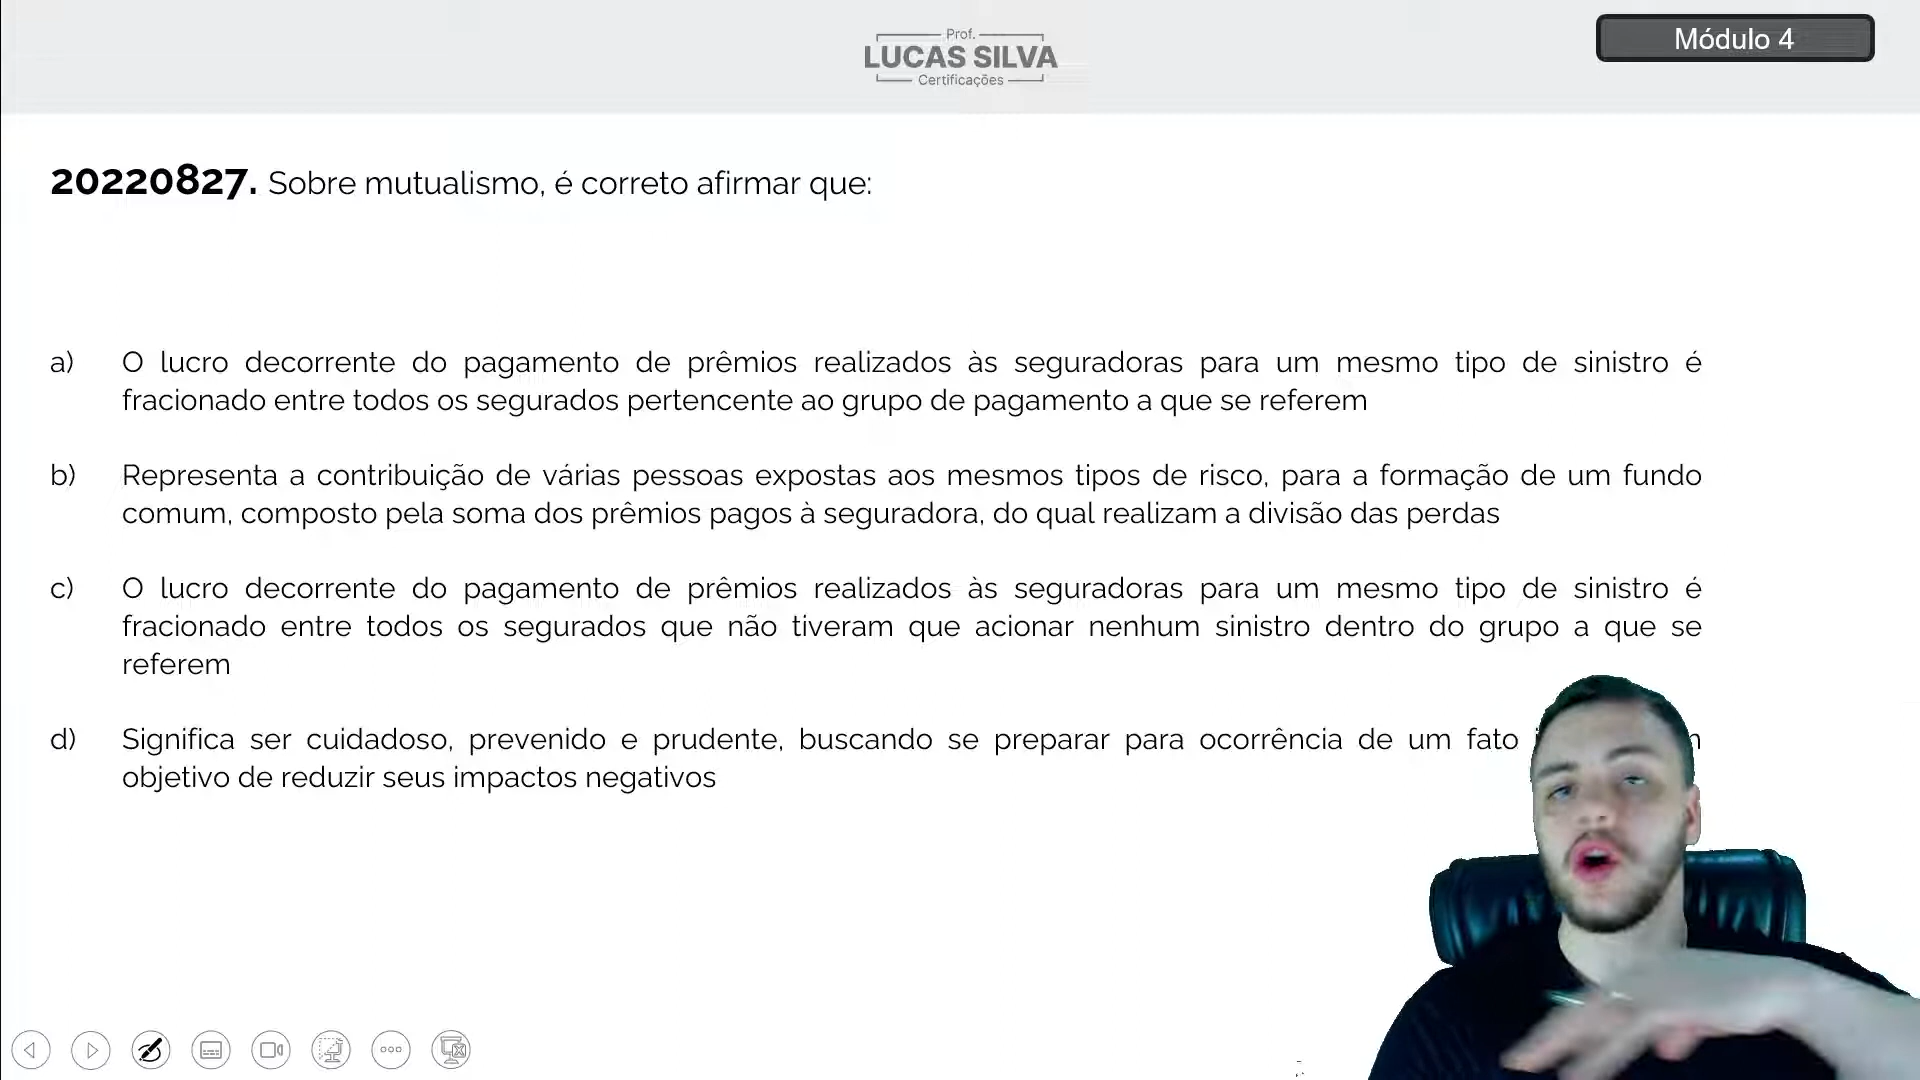 Prof.
LUCAS SILVA
Certificações
Módulo 4
20220827. Sobre mutualismo, é correto afirmar que:
a) O lucro decorrente do pagamento de prêmios realizados às seguradoras para um mesmo tipo de sinistro é
fracionado entre todos os segurados pertencente ao grupo de pagamento a que se referem
b) Representa a contribuição de várias pessoas expostas aos mesmos tipos de risco, para a formação de um fundo
comum, composto pela soma dos prêmios pagos à seguradora, do qual realizam a divisão das perdas
c) O lucro decorrente do pagamento de prêmios realizados às seguradoras para um mesmo tipo de sinistro é
fracionado entre todos os segurados que não tiveram que acionar nenhum sinistro dentro do grupo a que se
referem
d) Significa ser cuidadoso, prevenido e prudente, buscando se preparar para ocorrência de um fato
objetivo de reduzir seus impactos negativos